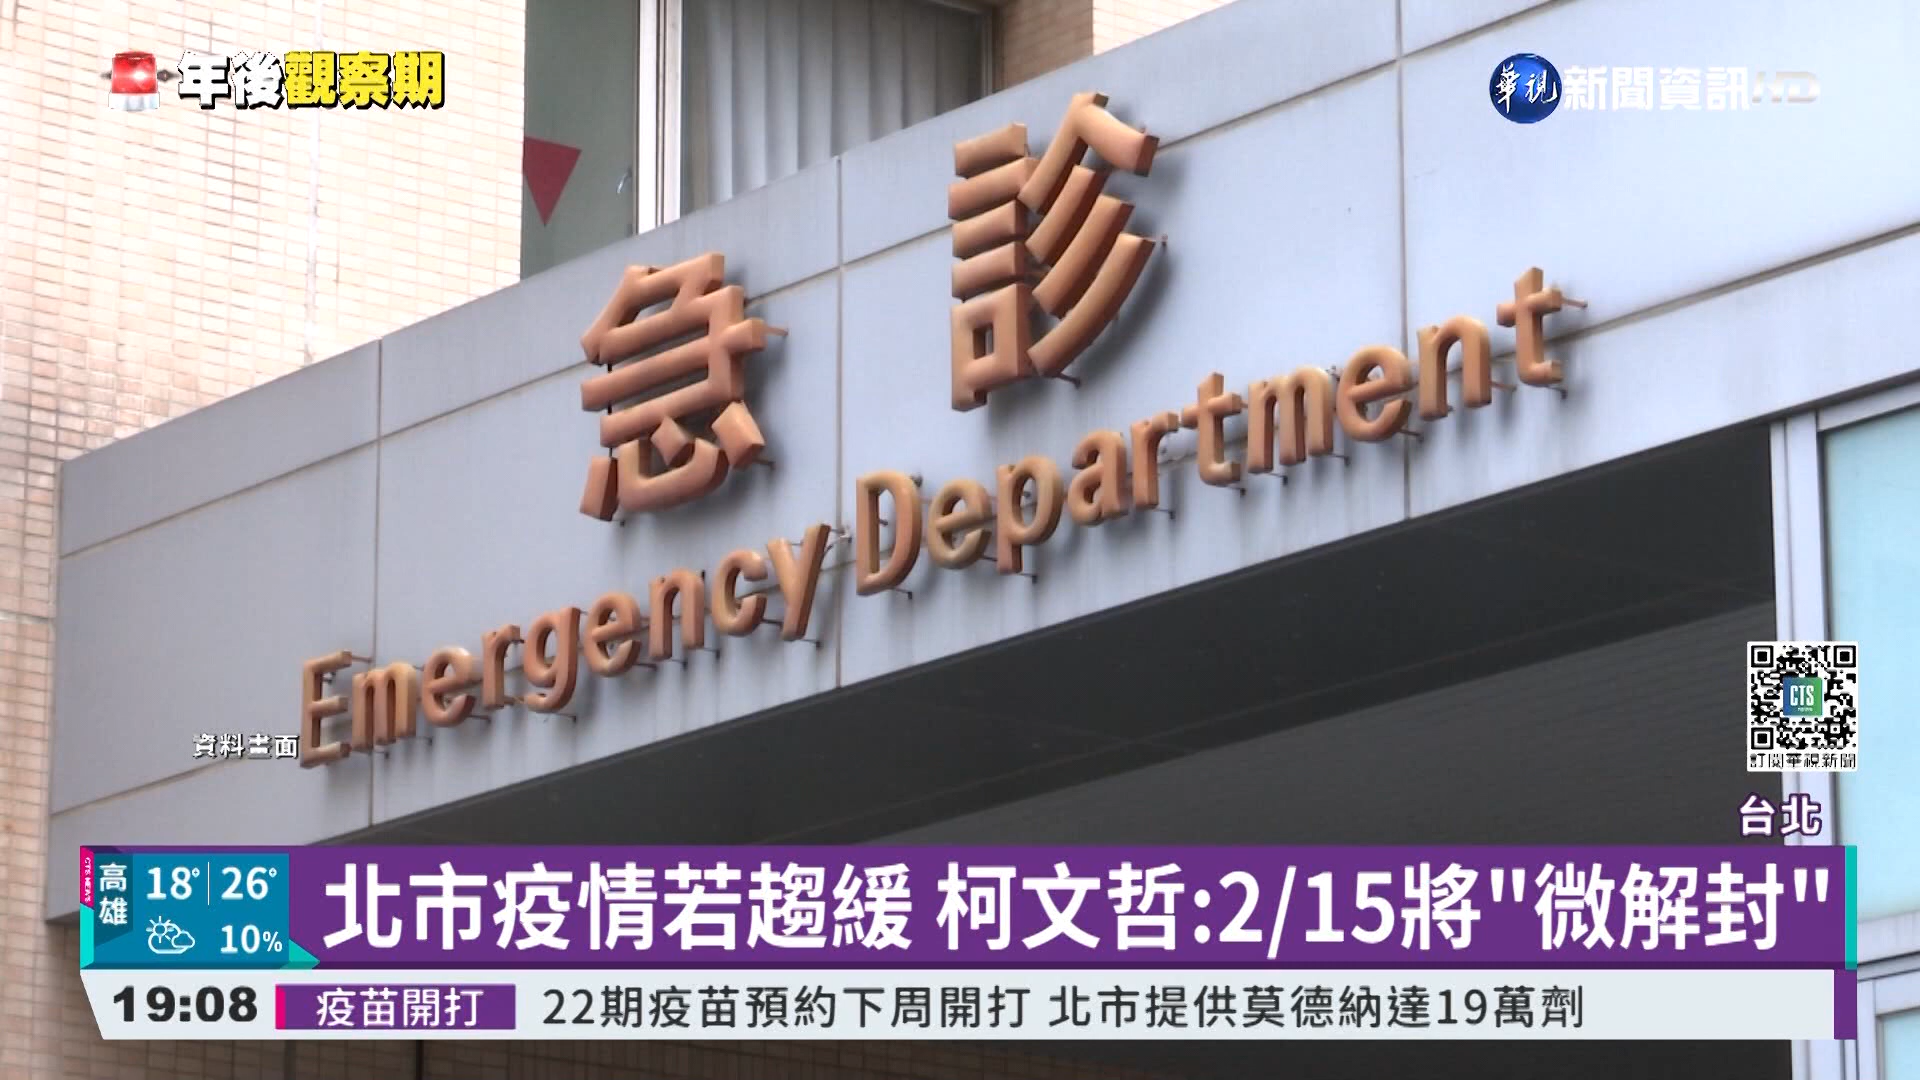 年後觀察期
華視 新聞資訊 HD
急診
Emergency Department
資料畫面
CTS
訂閱華視新聞
台北
CTS NEWS
高雄
18° 26°
10%
北市疫情若趨緩 柯文哲:2/15將"微解封"
19:08 疫苗開打 22期疫苗預約下周開打 北市提供莫德納達19萬劑